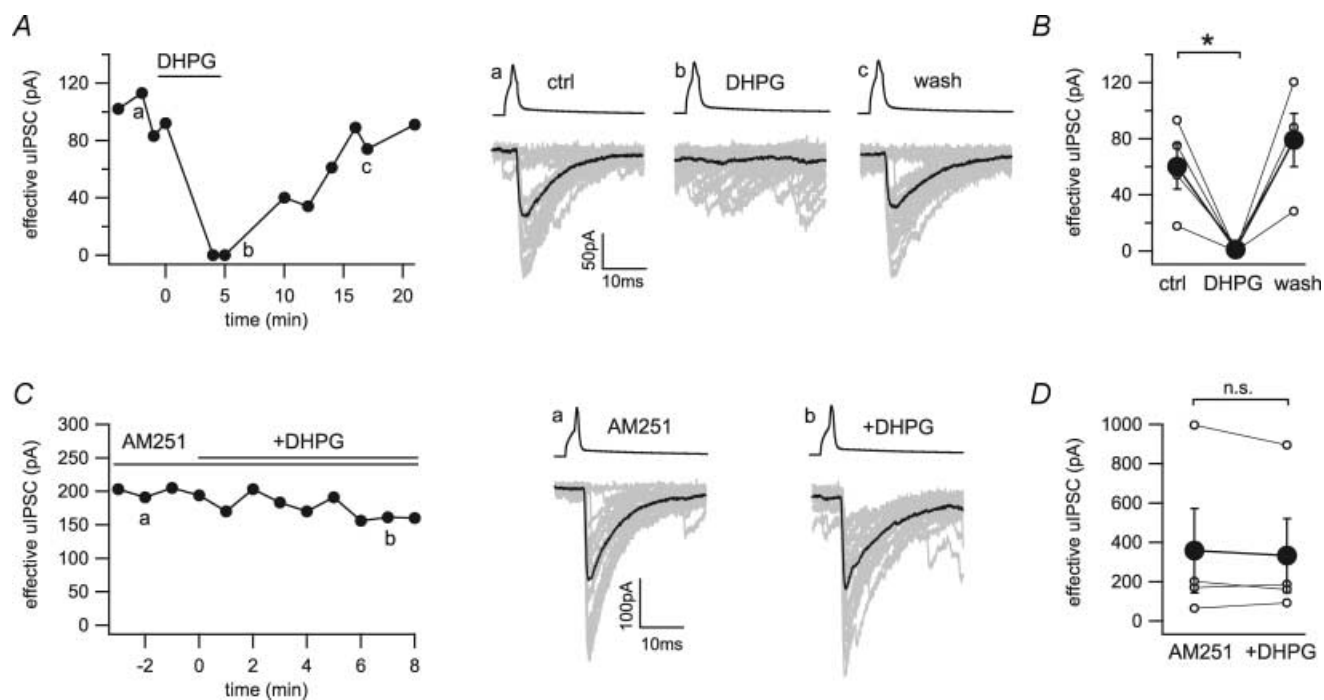 A
DHPG
effective uIPSC (pA)
120
80
40
0
a
b
c
0
5
10
15
20
time (min)
a
ctrl
b
DHPG
c
wash
50pA
10ms
B
*
effective uIPSC (pA)
120
80
40
0
ctrl
DHPG
wash
C
effective uIPSC (pA)
300
250
200
150
100
50
0
AM251
+DHPG
a
b
-2
0
2
4
6
8
time (min)
a
AM251
b
+DHPG
100pA
10ms
D
n.s.
effective uIPSC (pA)
1000
800
600
400
200
0
AM251
+DHPG